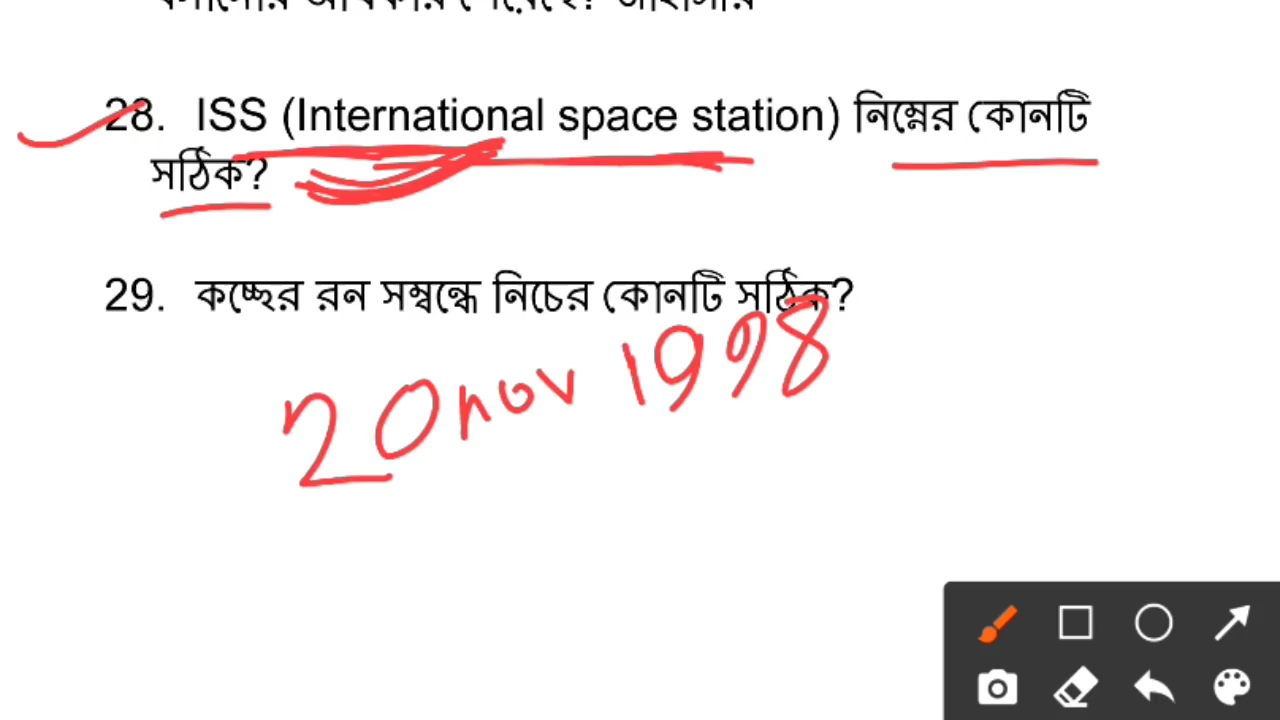 28. ISS (International space station) নিম্নের কোনটি
সঠিক?
29. কচ্ছের রন সম্বন্ধে নিচের কোনটি সঠিক?
20 nov 1998